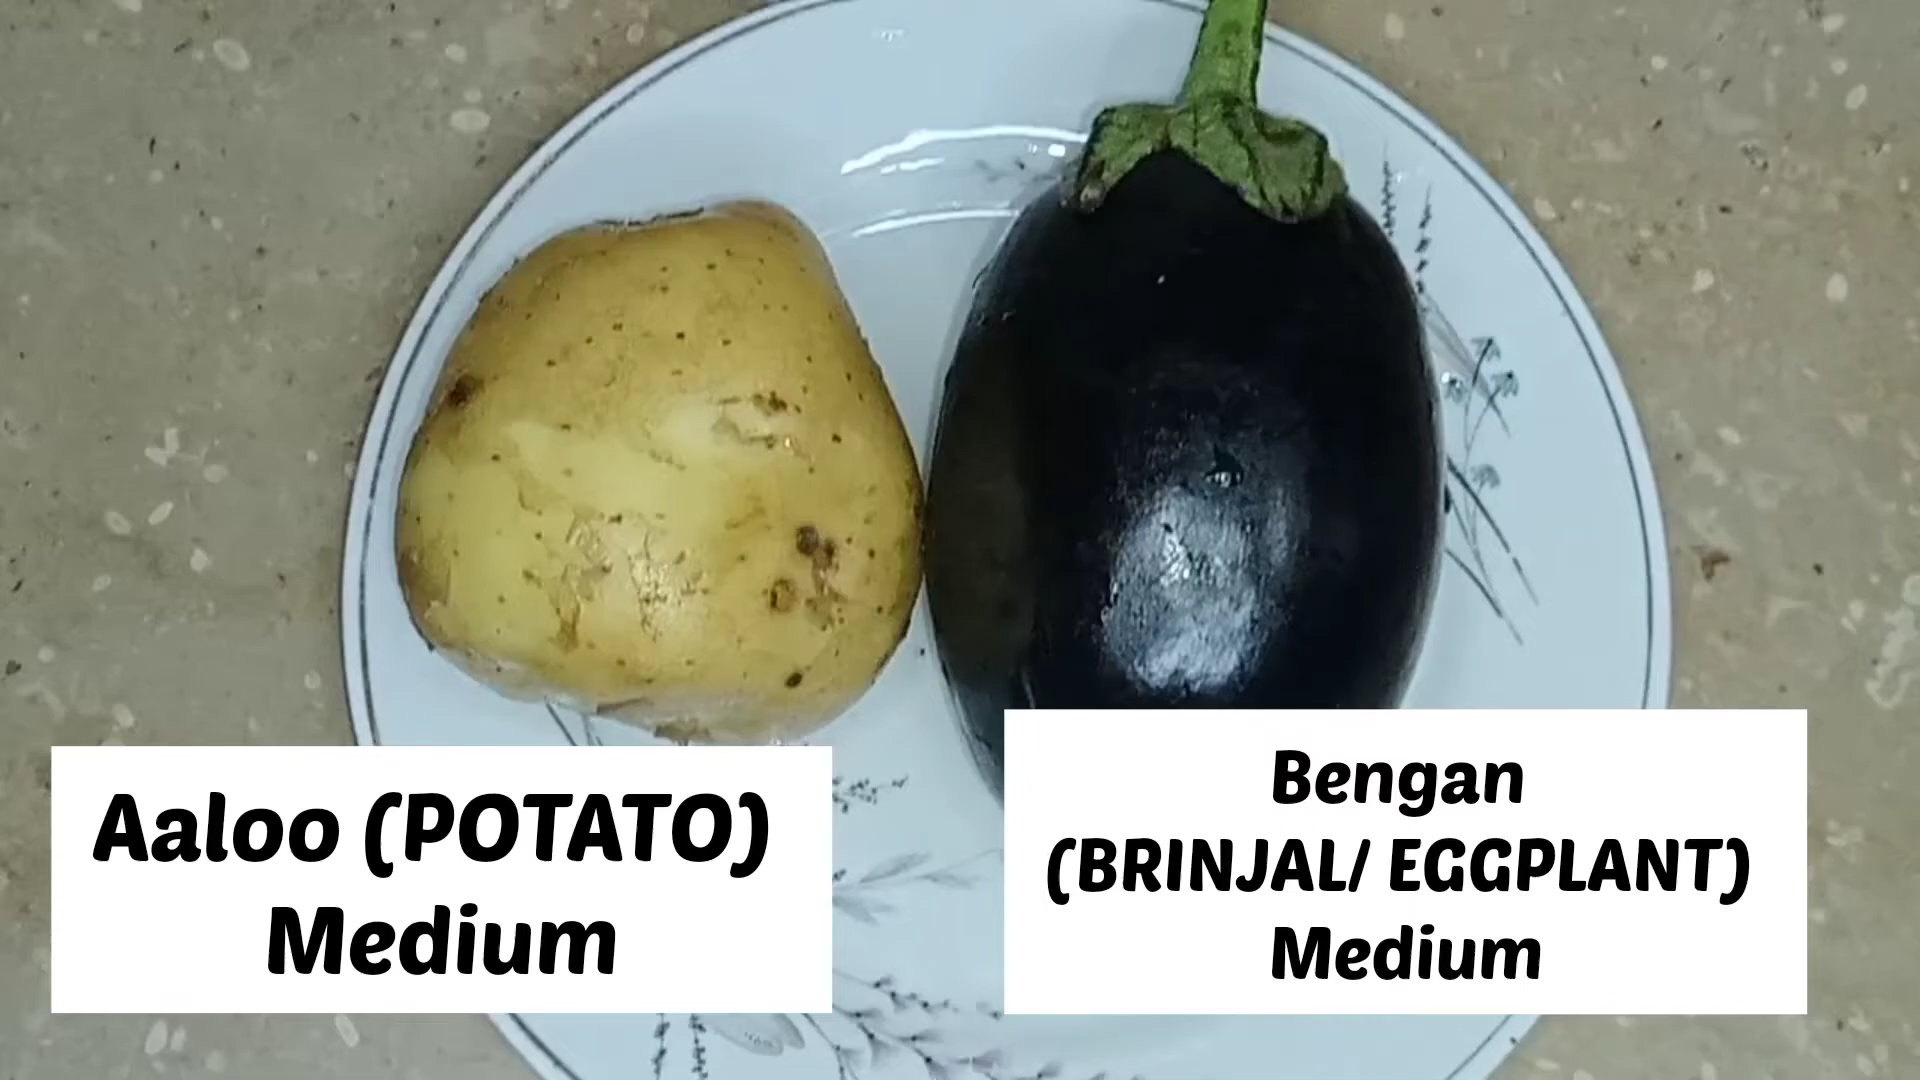 Aaloo (POTATO)
Medium
Bengan
(BRINJAL/ EGGPLANT)
Medium